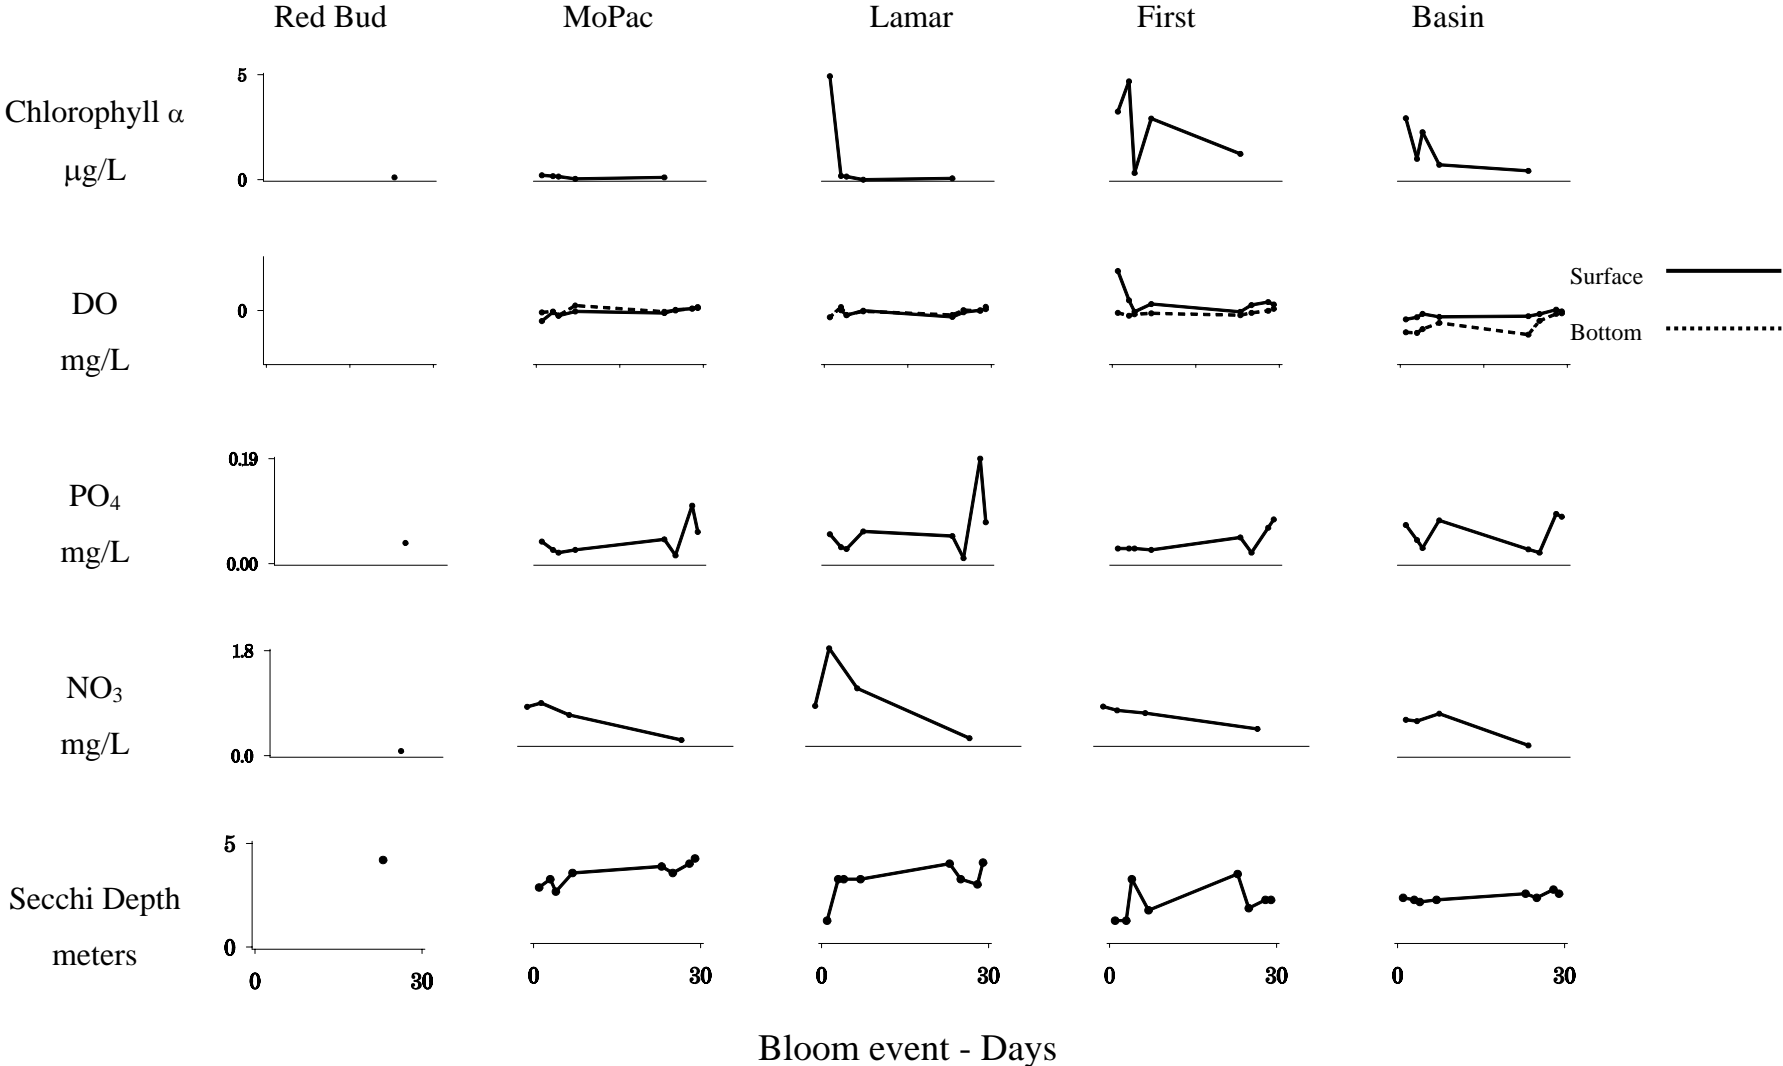 Red Bud MoPac Lamar First Basin
Chlorophyll α
μg/L
5
0
DO
mg/L
0
Surface
Bottom
PO₄
mg/L
0.19
0.00
NO₃
mg/L
1.8
0.0
Secchi Depth
meters
5
0
0 30 0 30 0 30 0 30 0 30
Bloom event - Days